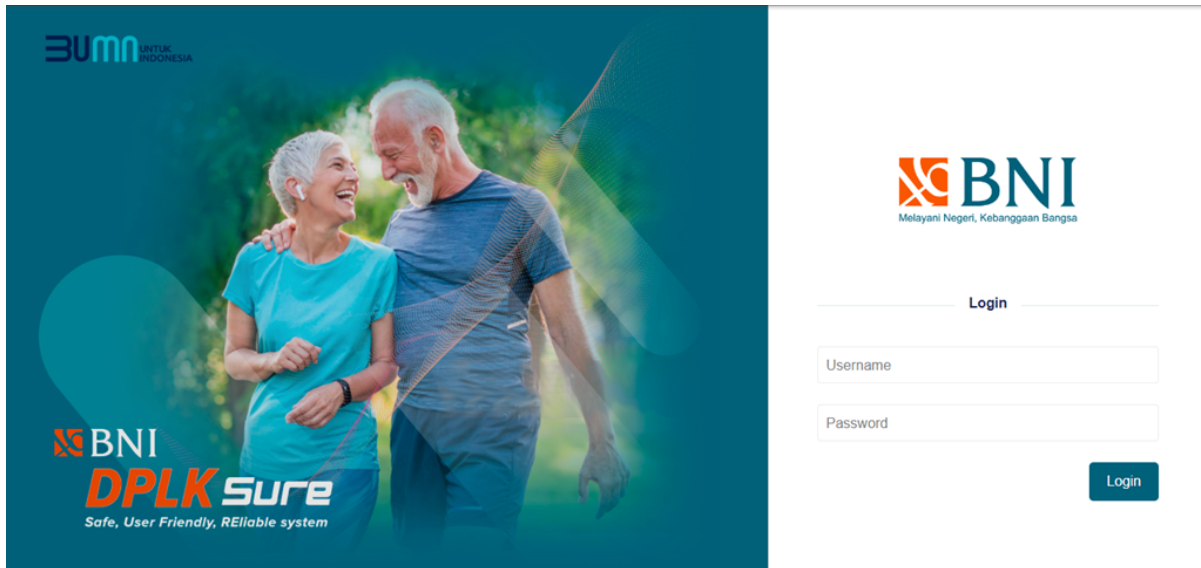 BUMN UNTUK
INDONESIA
BNI
DPLK Sure
Safe, User Friendly, REliable system
BNI
Melayani Negeri, Kebanggaan Bangsa
Login
Username
Password
Login